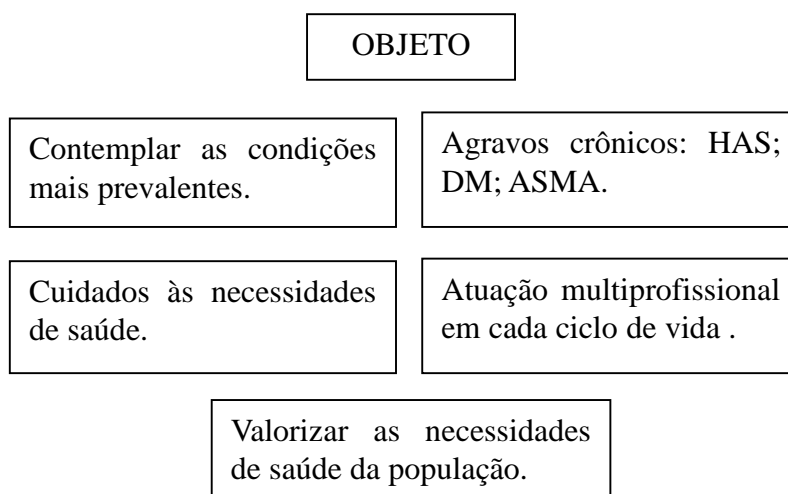 OBJETO
Contemplar as condições
mais prevalentes.
Agravos crônicos: HAS;
DM; ASMA.
Cuidados às necessidades
de saúde.
Atuação multiprofissional
em cada ciclo de vida .
Valorizar as necessidades
de saúde da população.